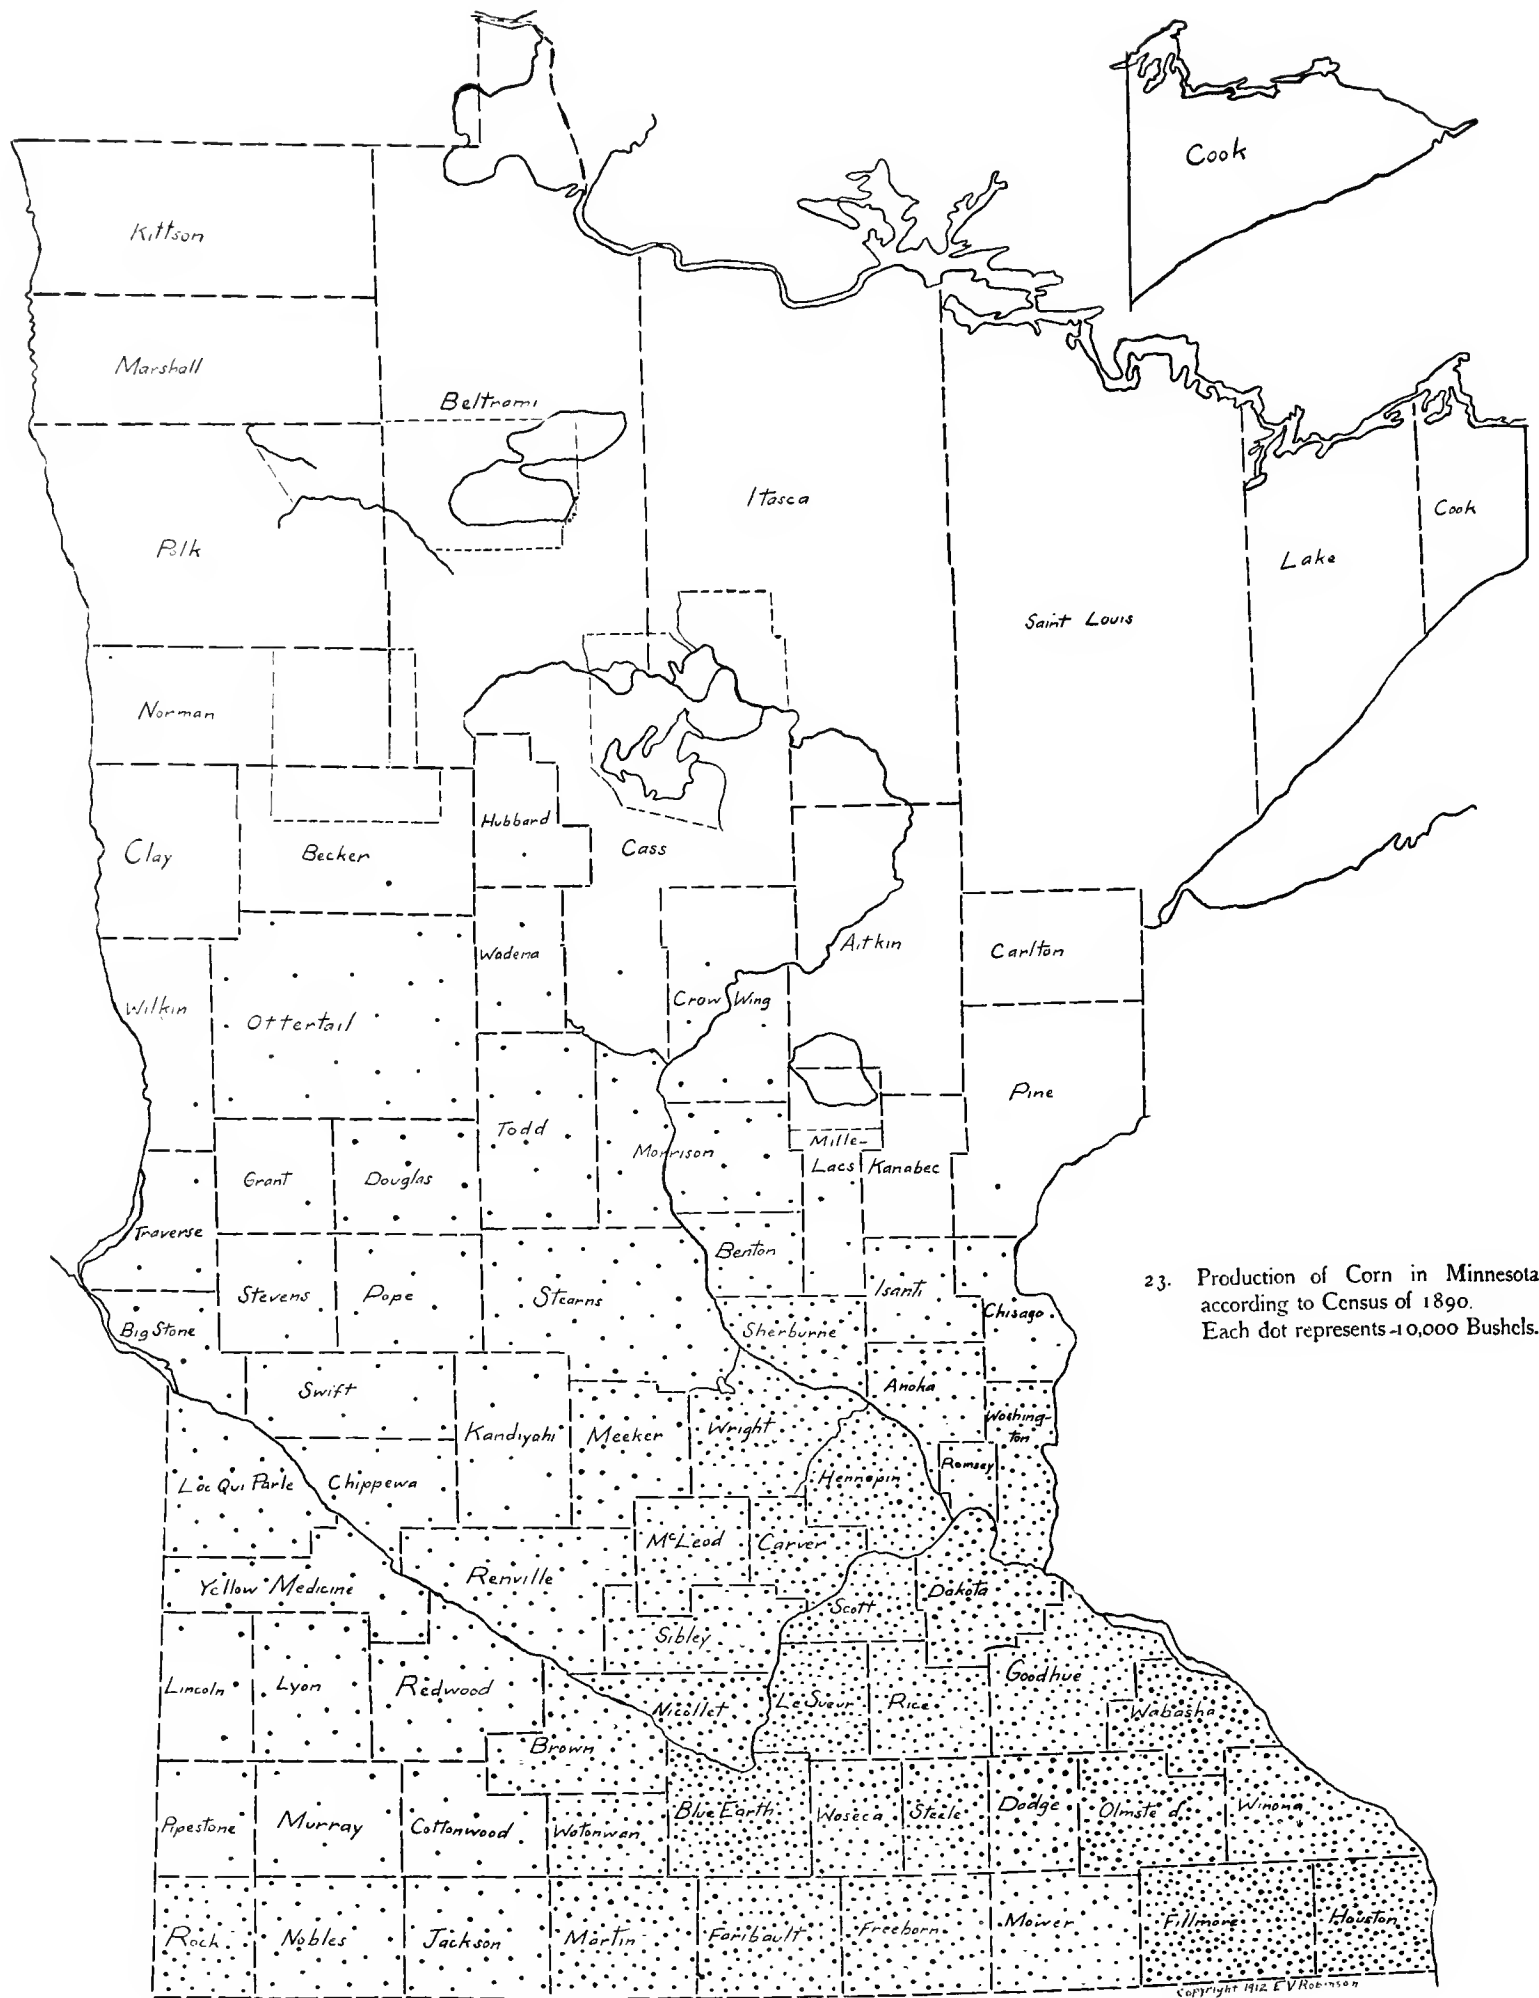 Cook
Kittson
Marshall
Beltrami
Itasca
Cook
Polk
Lake
Saint Louis
Norman
Hubbard
Clay
Becker
Cass
Wadena
Aitkin
Carlton
Wilkin
Ottertail
Crow Wing
Pine
Todd
Mille-
Morrison
Lacs
Kanabec
Grant
Douglas
Traverse
Benton
Stevens
Pope
Stearns
Isanti
23. Production of Corn in Minnesota
according to Census of 1890.
Each dot represents 10,000 Bushels.
Chisago
Big Stone
Sherburne
Swift
Anoka
Kandiyohi
Meeker
Wright
Washing-
ton
Ramsey
Lac Qui Parle
Chippewa
Hennepin
McLeod
Carver
Yellow Medicine
Renville
Dakota
Scott
Sibley
Lincoln
Lyon
Redwood
Goodhue
Nicollet
Le Sueur
Rice
Wabasha
Brown
Pipestone
Murray
Cottonwood
Watonwan
Blue Earth
Waseca
Steele
Dodge
Olmsted
Winona
Rock
Nobles
Jackson
Martin
Faribault
Freeborn
Mower
Fillmore
Houston
Copyright 1912 E V Robinson